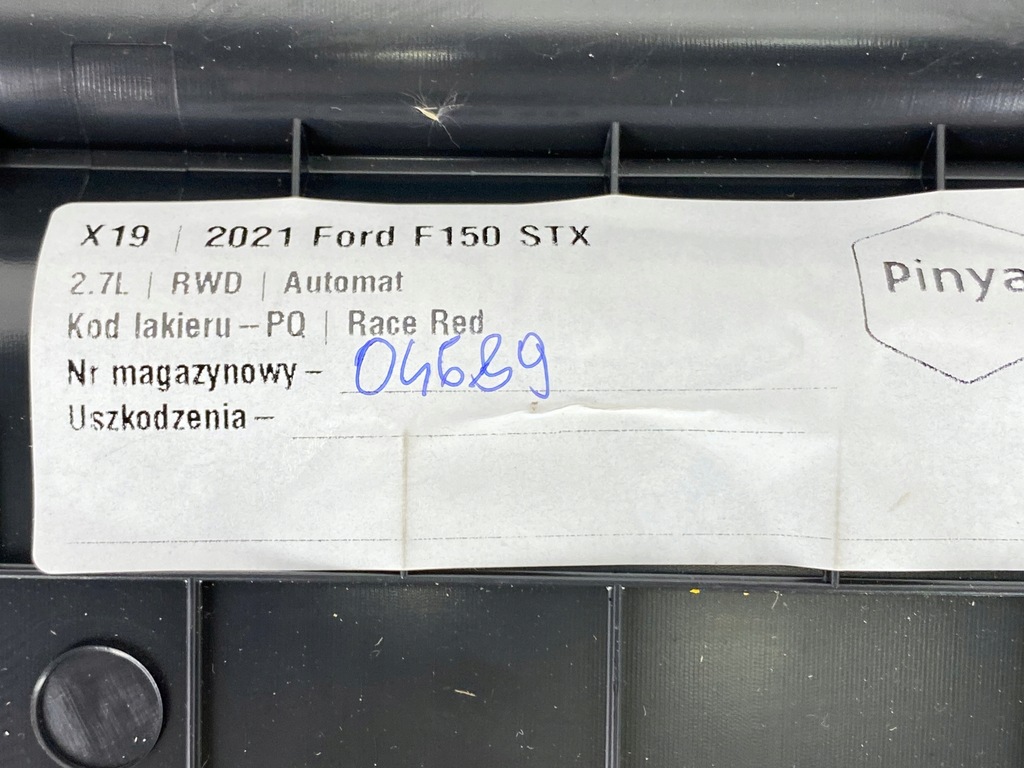 X19 | 2021 Ford F150 STX
2.7L | RWD | Automat
Kod lakieru – PQ | Race Red
Nr magazynowy – 04689
Uszkodzenia –
Pinya